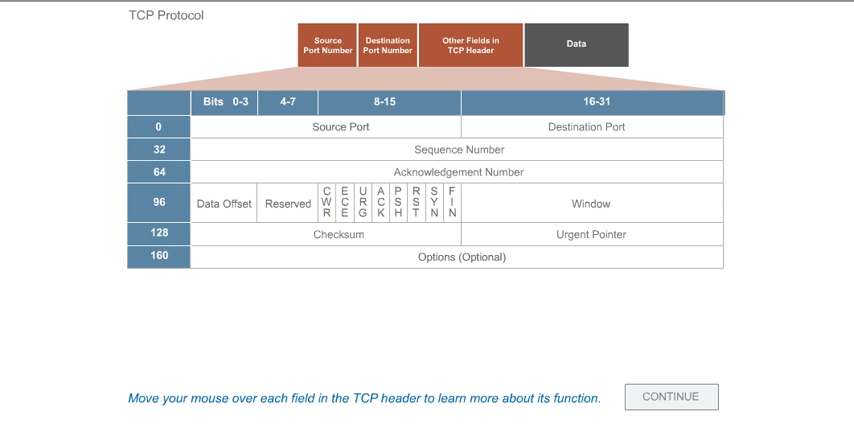 TCP Protocol
Source
Port Number
Destination
Port Number
Other Fields in
TCP Header
Data
Bits 0-3 4-7 8-15 16-31
0 Source Port Destination Port
32 Sequence Number
64 Acknowledgement Number
96 Data Offset Reserved CWR ECE URG ACK PSH RST SYN FIN Window
128 Checksum Urgent Pointer
160 Options (Optional)
Move your mouse over each field in the TCP header to learn more about its function.
CONTINUE